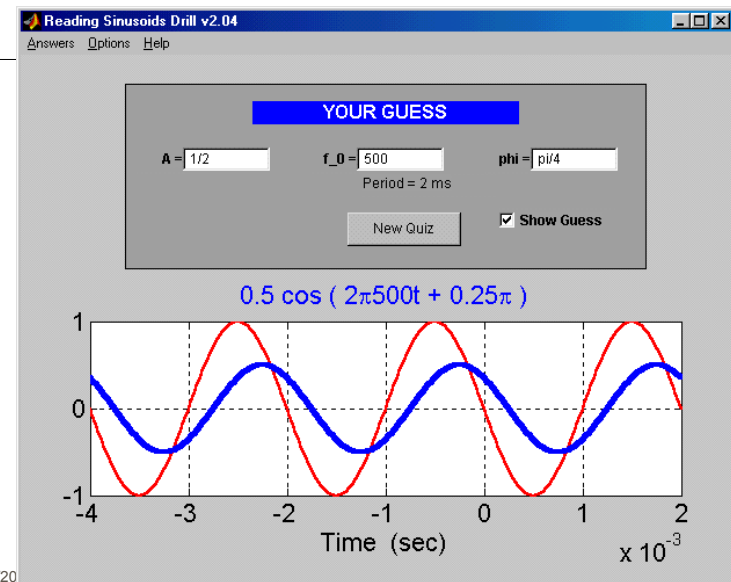 Reading Sinusoids Drill v2.04
Answers Options Help
YOUR GUESS
A = 1/2 f_0 = 500 phi = pi/4
Period = 2 ms
New Quiz Show Guess
0.5 cos ( 2π500t + 0.25π )
1
0
-1
-4 -3 -2 -1 0 1 2
Time (sec)
x 10⁻³
20